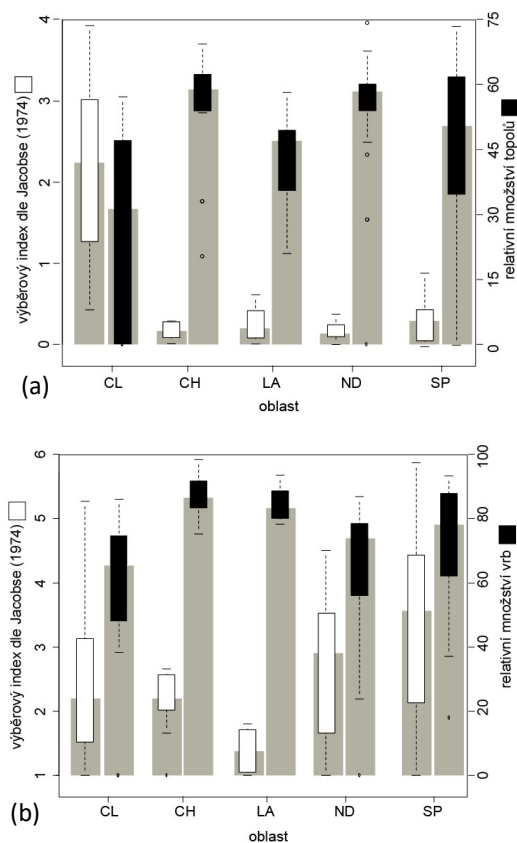 výběrový index dle Jacobse (1974)
4
3
2
1
0
75
60
45
30
15
0
relativní množství topolů
(a)
CL CH LA ND SP
oblast
výběrový index dle Jacobse (1974)
6
5
4
3
2
1
100
80
60
40
20
0
relativní množství vrb
(b)
CL CH LA ND SP
oblast